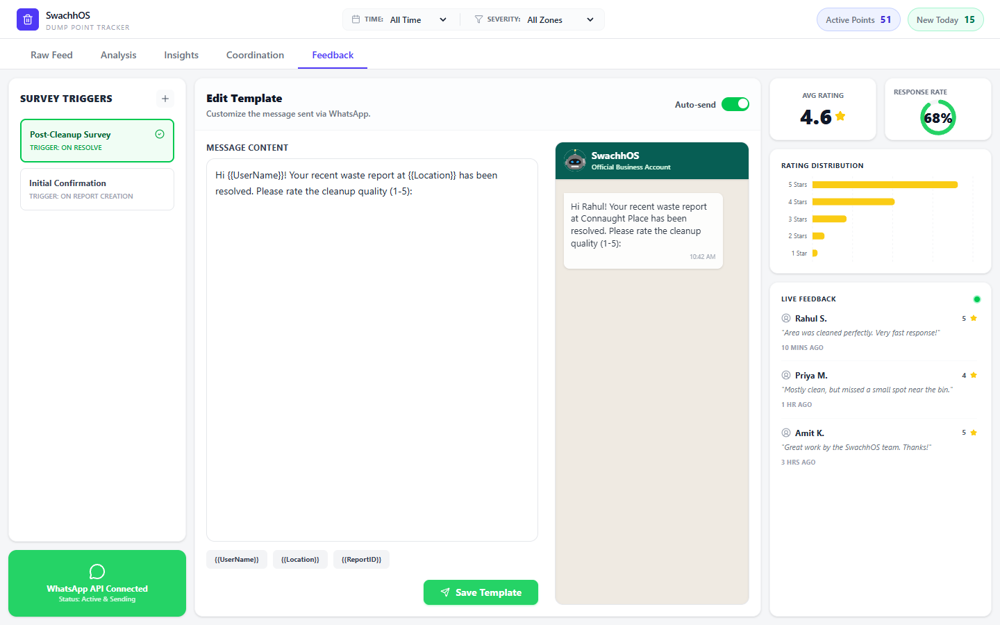 SwachhOS
DUMP POINT TRACKER
TIME: All Time
SEVERITY: All Zones
Active Points 51
New Today 15
Raw Feed
Analysis
Insights
Coordination
Feedback
SURVEY TRIGGERS
Post-Cleanup Survey
TRIGGER: ON RESOLVE
Initial Confirmation
TRIGGER: ON REPORT CREATION
WhatsApp API Connected
Status: Active & Sending
Edit Template
Customize the message sent via WhatsApp.
Auto-send
MESSAGE CONTENT
Hi {{UserName}}! Your recent waste report at {{Location}} has been
resolved. Please rate the cleanup quality (1-5):
{{UserName}}
{{Location}}
{{ReportID}}
Save Template
SwachhOS
Official Business Account
Hi Rahul! Your recent waste report
at Connaught Place has been
resolved. Please rate the cleanup
quality (1-5):
10:42 AM
AVG RATING
4.6
RESPONSE RATE
68%
RATING DISTRIBUTION
5 Stars
4 Stars
3 Stars
2 Stars
1 Star
LIVE FEEDBACK
Rahul S. 5
"Area was cleaned perfectly. Very fast response!"
10 MINS AGO
Priya M. 4
"Mostly clean, but missed a small spot near the bin."
1 HR AGO
Amit K. 5
"Great work by the SwachhOS team. Thanks!"
3 HRS AGO